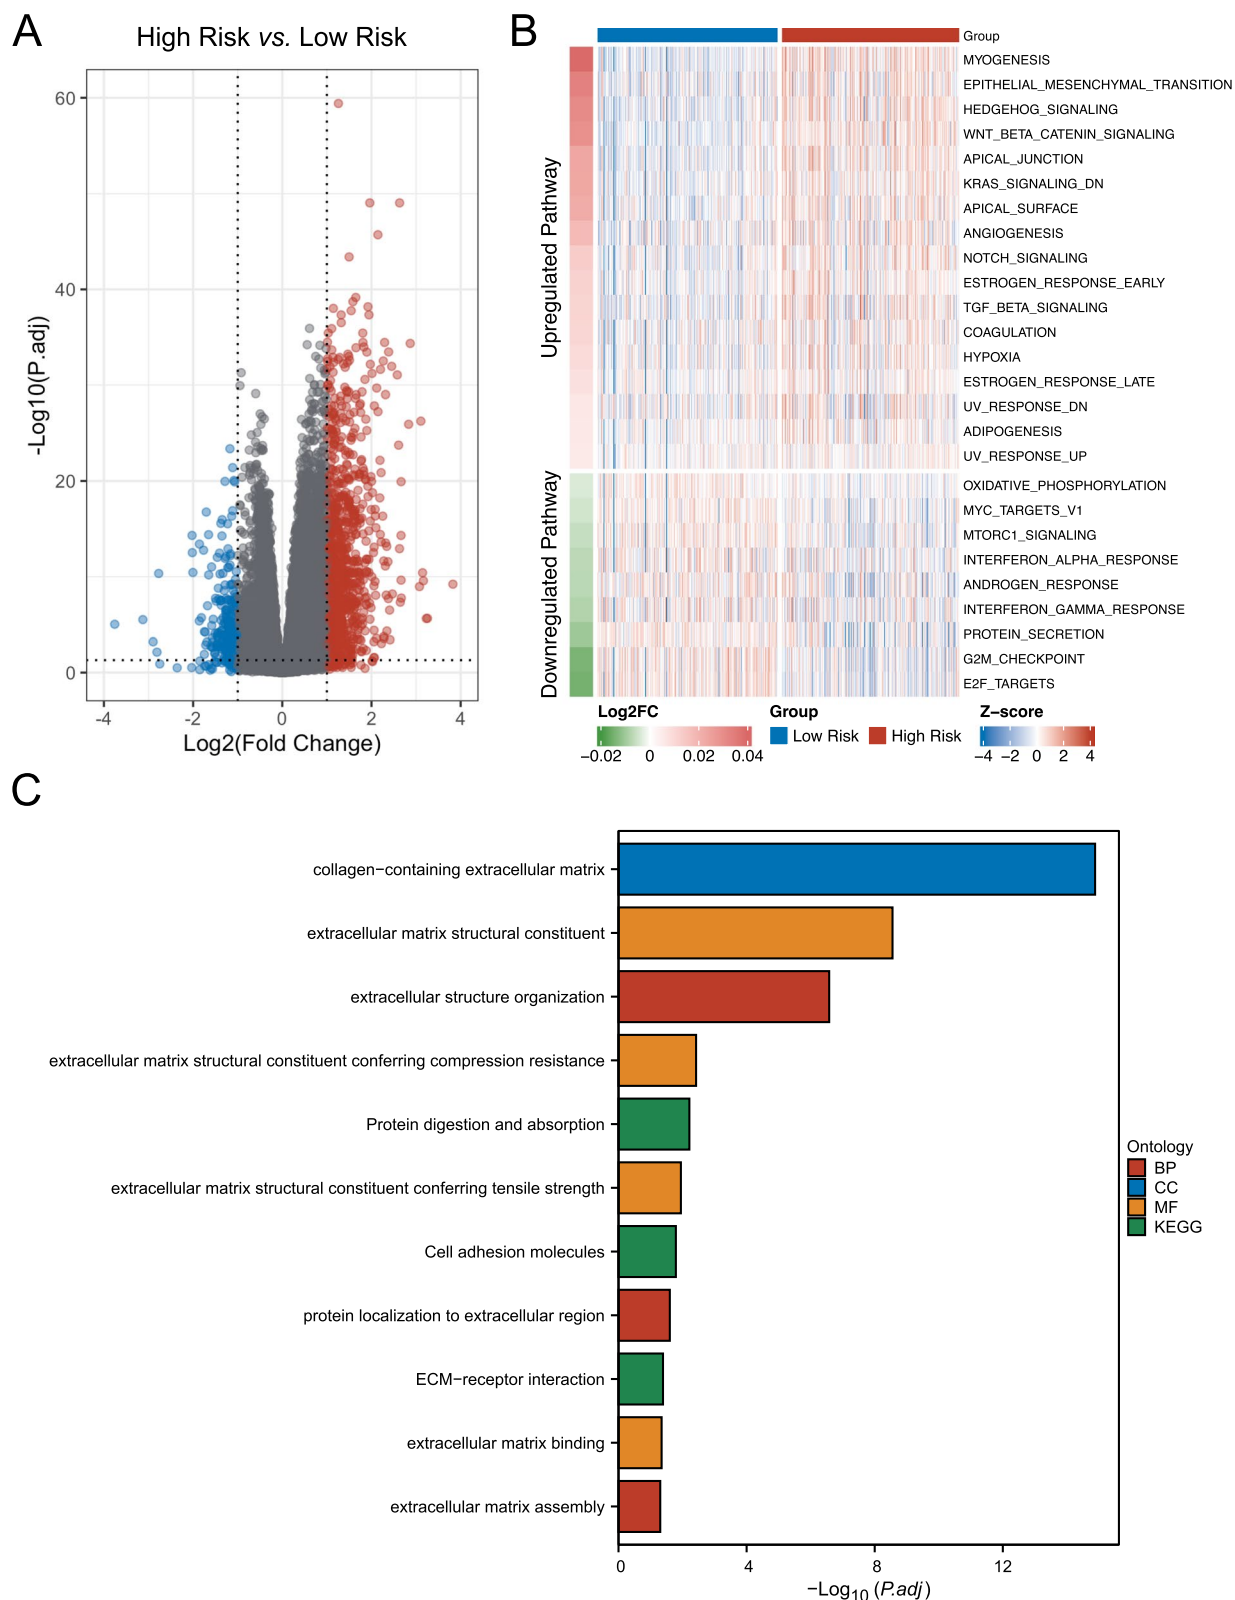 A
High Risk vs. Low Risk
60
40
20
0
-Log10(P.adj)
-4
-2
0
2
4
Log2(Fold Change)
B
Group
Upregulated Pathway
MYOGENESIS
EPITHELIAL_MESENCHYMAL_TRANSITION
HEDGEHOG_SIGNALING
WNT_BETA_CATENIN_SIGNALING
APICAL_JUNCTION
KRAS_SIGNALING_DN
APICAL_SURFACE
ANGIOGENESIS
NOTCH_SIGNALING
ESTROGEN_RESPONSE_EARLY
TGF_BETA_SIGNALING
COAGULATION
HYPOXIA
ESTROGEN_RESPONSE_LATE
UV_RESPONSE_DN
ADIPOGENESIS
UV_RESPONSE_UP
Downregulated Pathway
OXIDATIVE_PHOSPHORYLATION
MYC_TARGETS_V1
MTORC1_SIGNALING
INTERFERON_ALPHA_RESPONSE
ANDROGEN_RESPONSE
INTERFERON_GAMMA_RESPONSE
PROTEIN_SECRETION
G2M_CHECKPOINT
E2F_TARGETS
Log2FC
−0.02 0 0.02 0.04
Group
Low Risk High Risk
Z−score
−4 −2 0 2 4
C
collagen−containing extracellular matrix
extracellular matrix structural constituent
extracellular structure organization
extracellular matrix structural constituent conferring compression resistance
Protein digestion and absorption
extracellular matrix structural constituent conferring tensile strength
Cell adhesion molecules
protein localization to extracellular region
ECM−receptor interaction
extracellular matrix binding
extracellular matrix assembly
0 4 8 12
−Log10 (P.adj)
Ontology
BP
CC
MF
KEGG